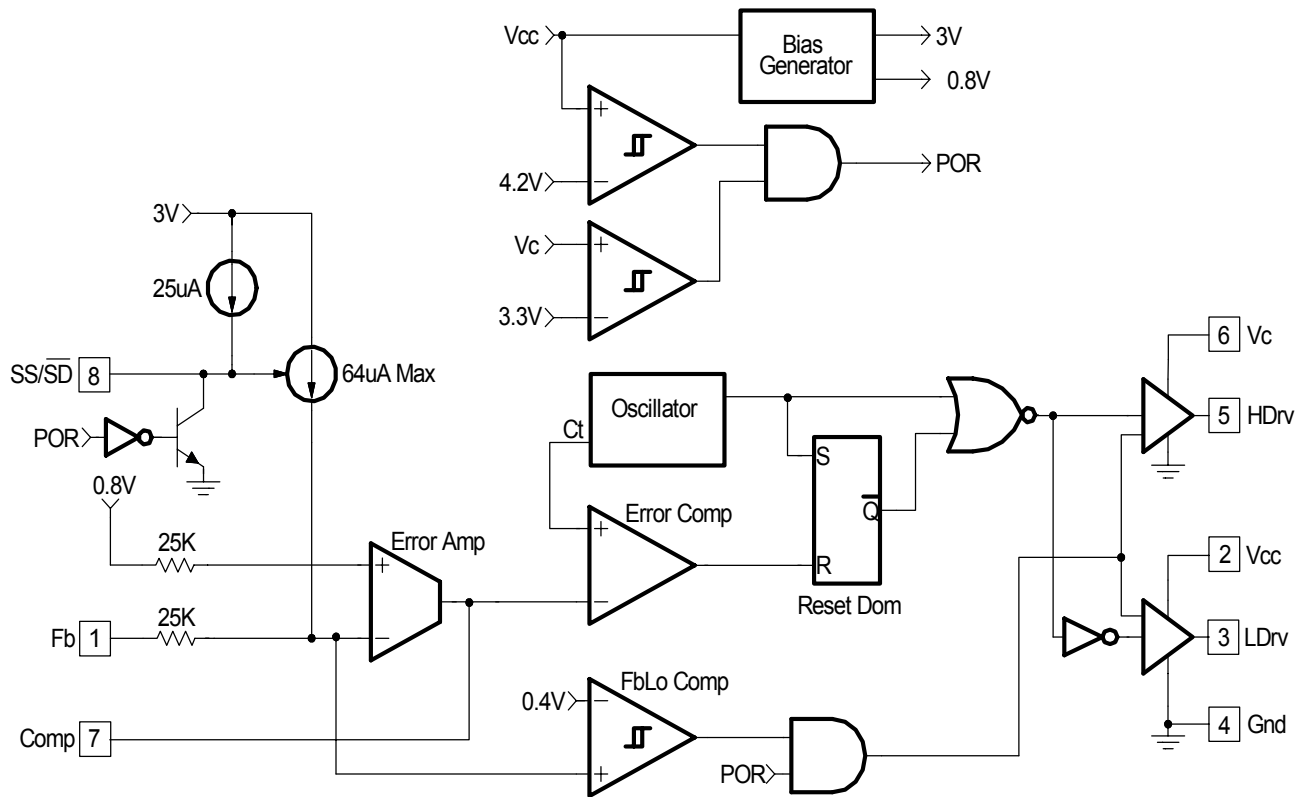 Vcc
Bias
Generator
3V
0.8V
+
4.2V
−
POR
3V
Vc
+
25uA
3.3V
−
SS/S̅D̅
8
64uA Max
6
Vc
Oscillator
Ct
5
HDrv
POR
S
0.8V
Error Comp
+
Q̅
25K
Error Amp
+
−
R
2
Vcc
Reset Dom
25K
Fb
1
−
3
LDrv
FbLo Comp
0.4V
−
Comp
7
4
Gnd
+
POR